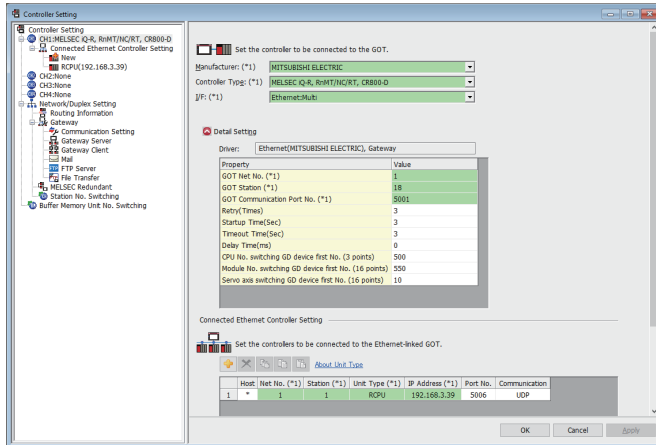 Controller Setting
Controller Setting
CH1:MELSEC iQ-R, RnMT/NC/RT, CR800-D
Connected Ethernet Controller Setting
New
RCPU(192.168.3.39)
CH2:None
CH3:None
CH4:None
Network/Duplex Setting
Routing Information
Gateway
Communication Setting
Gateway Server
Gateway Client
Mail
FTP Server
File Transfer
MELSEC Redundant
Station No. Switching
Buffer Memory Unit No. Switching
Set the controller to be connected to the GOT.
Manufacturer: (*1) MITSUBISHI ELECTRIC
Controller Type: (*1) MELSEC iQ-R, RnMT/NC/RT, CR800-D
I/F: (*1) Ethernet:Multi
Detail Setting
Driver: Ethernet(MITSUBISHI ELECTRIC), Gateway
Property Value
GOT Net No. (*1) 1
GOT Station (*1) 18
GOT Communication Port No. (*1) 5001
Retry(Times) 3
Startup Time(Sec) 3
Timeout Time(Sec) 3
Delay Time(ms) 0
CPU No. switching GD device first No. (3 points) 500
Module No. switching GD device first No. (16 points) 550
Servo axis switching GD device first No. (16 points) 10
Connected Ethernet Controller Setting
Set the controllers to be connected to the Ethernet-linked GOT.
About Unit Type
Host Net No. (*1) Station (*1) Unit Type (*1) IP Address (*1) Port No. Communication
1 * 1 1 RCPU 192.168.3.39 5006 UDP
OK Cancel Apply